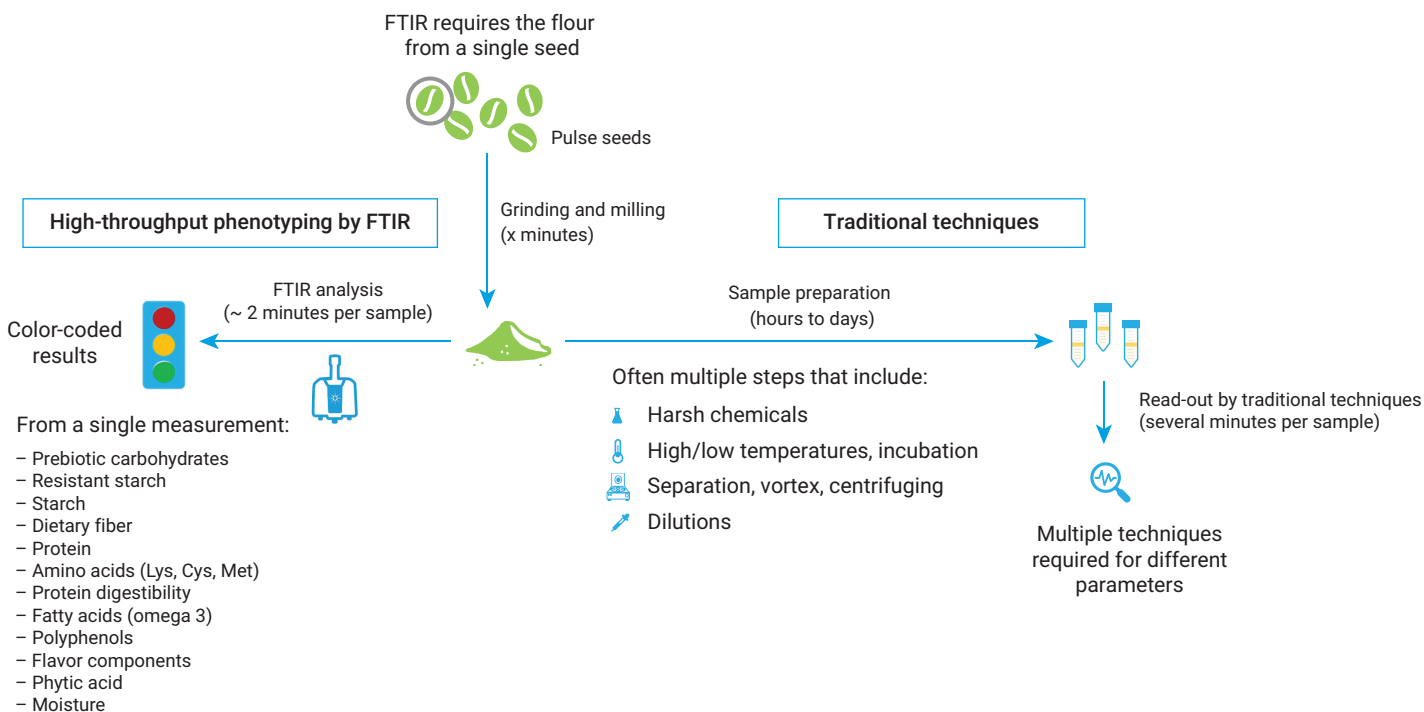 FTIR requires the flour
from a single seed
Pulse seeds
Grinding and milling
(x minutes)
High-throughput phenotyping by FTIR
Traditional techniques
FTIR analysis
(~ 2 minutes per sample)
Color-coded
results
From a single measurement:
– Prebiotic carbohydrates
– Resistant starch
– Starch
– Dietary fiber
– Protein
– Amino acids (Lys, Cys, Met)
– Protein digestibility
– Fatty acids (omega 3)
– Polyphenols
– Flavor components
– Phytic acid
– Moisture
Sample preparation
(hours to days)
Often multiple steps that include:
Harsh chemicals
High/low temperatures, incubation
Separation, vortex, centrifuging
Dilutions
Read-out by traditional techniques
(several minutes per sample)
Multiple techniques
required for different
parameters